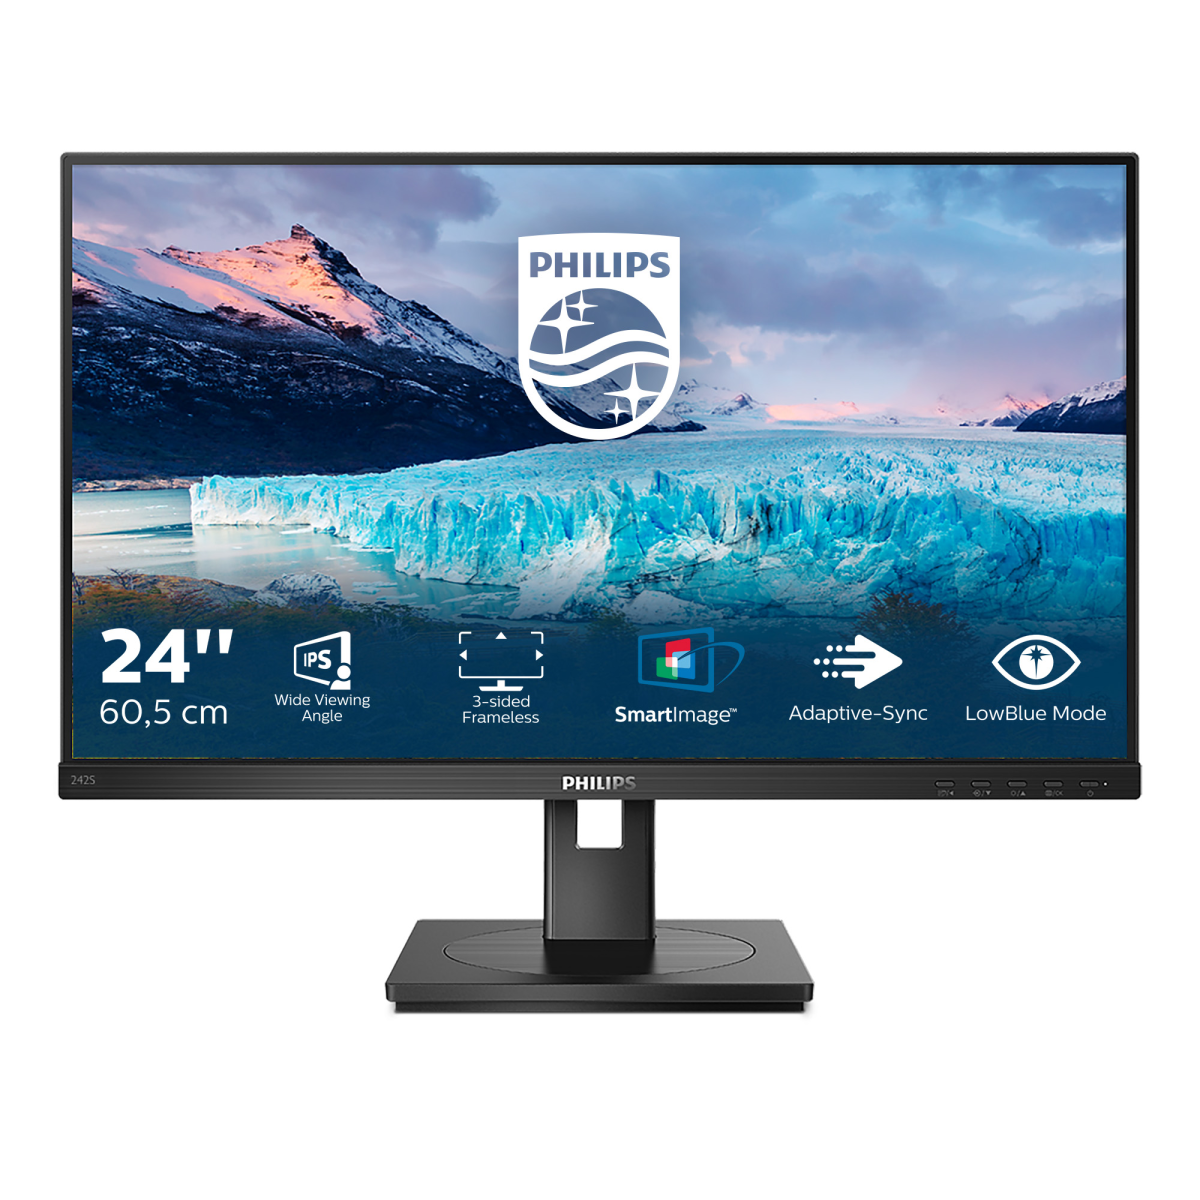 PHILIPS
24"
60,5 cm
IPS
Wide Viewing
Angle
3-sided
Frameless
SmartImage™
Adaptive-Sync
LowBlue Mode
242S
PHILIPS